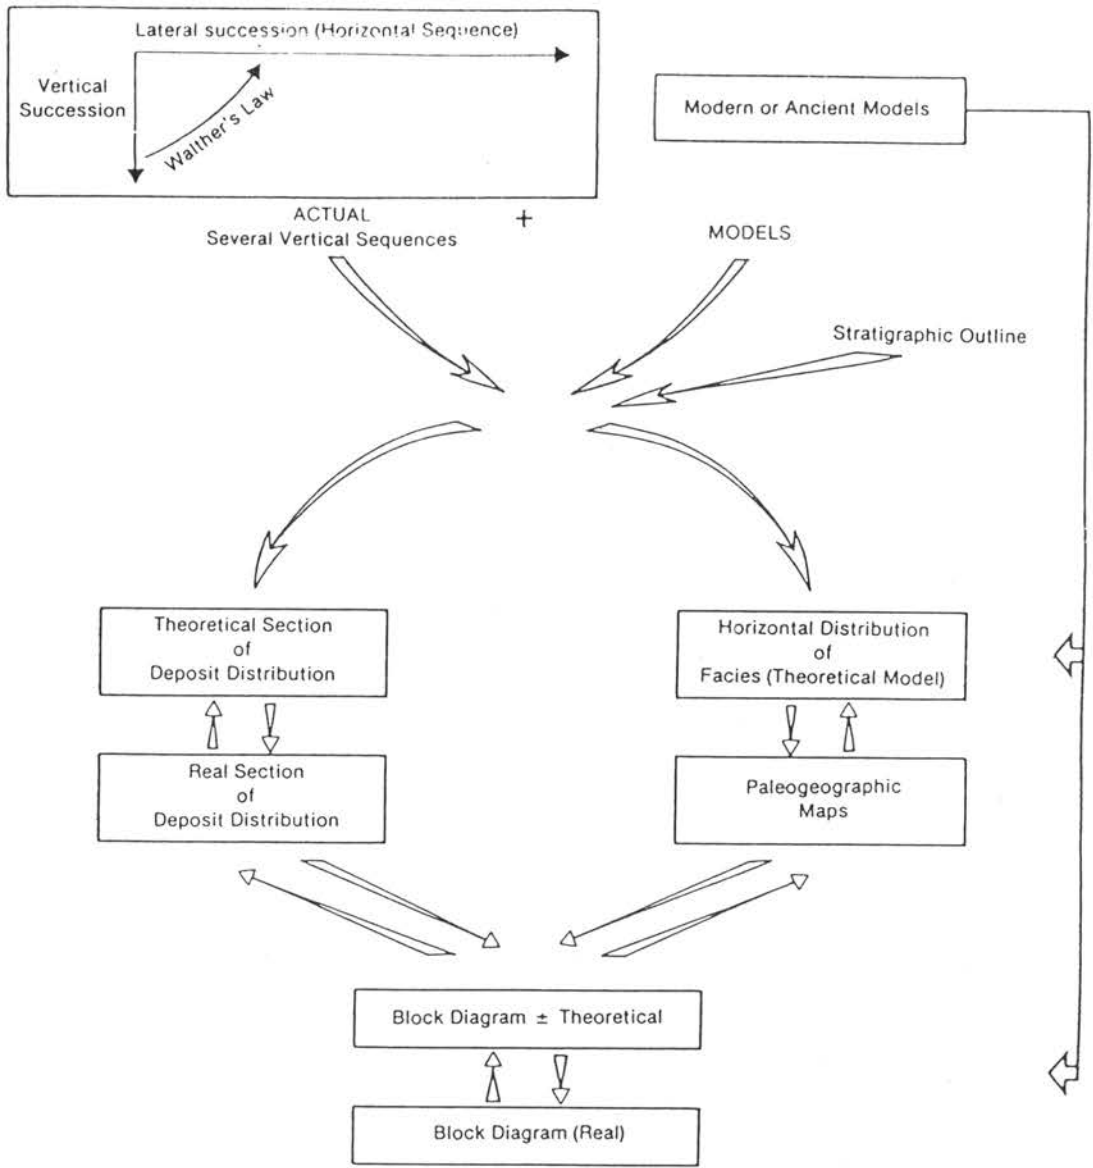 Lateral succession (Horizontal Sequence)
Vertical
Succession
Walther's Law
Modern or Ancient Models
ACTUAL
+
Several Vertical Sequences
MODELS
Stratigraphic Outline
Theoretical Section
of
Deposit Distribution
Horizontal Distribution
of
Facies (Theoretical Model)
Real Section
of
Deposit Distribution
Paleogeographic
Maps
Block Diagram ± Theoretical
Block Diagram (Real)